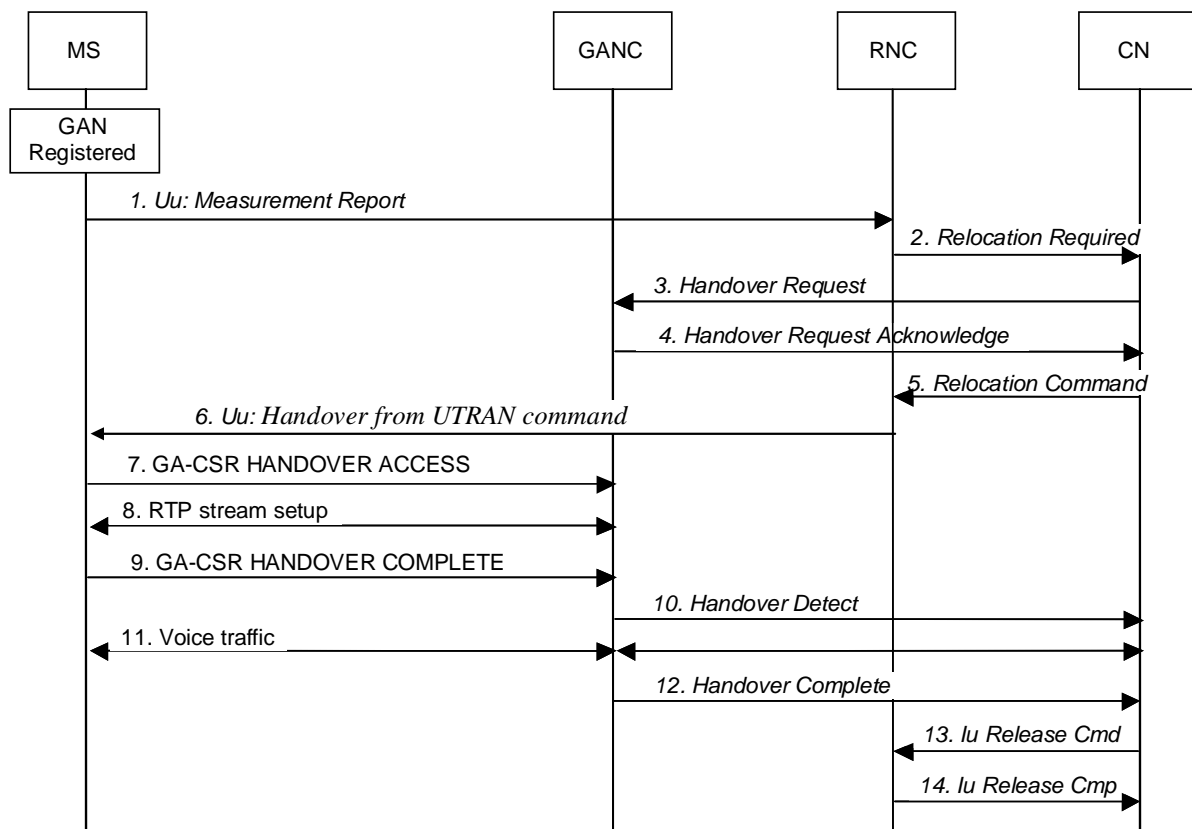 MS
GANC
RNC
CN
GAN
Registered
1. Uu: Measurement Report
2. Relocation Required
3. Handover Request
4. Handover Request Acknowledge
5. Relocation Command
6. Uu: Handover from UTRAN command
7. GA-CSR HANDOVER ACCESS
8. RTP stream setup
9. GA-CSR HANDOVER COMPLETE
10. Handover Detect
11. Voice traffic
12. Handover Complete
13. Iu Release Cmd
14. Iu Release Cmp